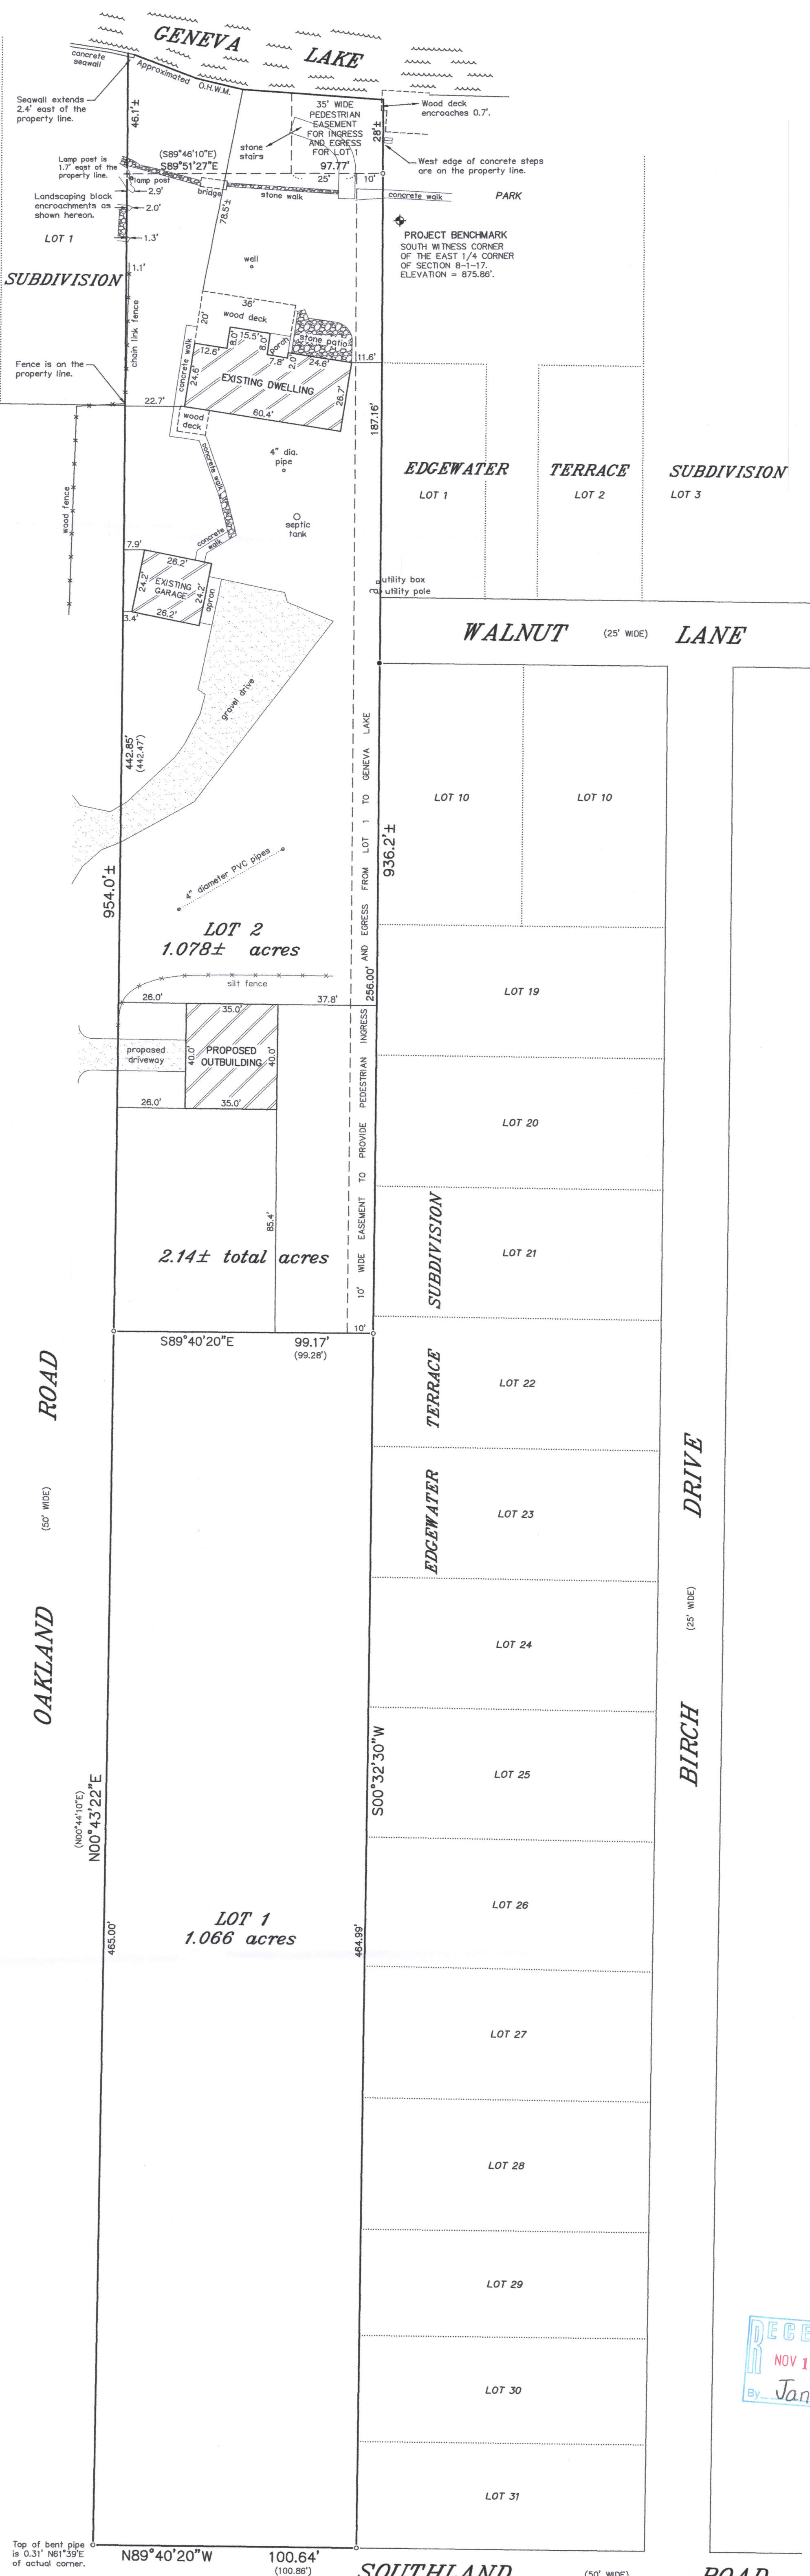 GENEVA LAKE
concrete
seawall
Approximated O.H.W.M.
Seawall extends
2.4' east of the
property line.
46.1'±
35' WIDE
PEDESTRIAN
EASEMENT
FOR INGRESS
AND EGRESS
FOR LOT 1
28'±
Wood deck
encroaches 0.7'.
stone
stairs
(S89°46'10"E)
S89°51'27"E
97.77'
25'
10'
West edge of concrete steps
are on the property line.
Lamp post is
1.7' east of the
property line.
lamp post
2.9'
bridge
stone walk
concrete walk
PARK
Landscaping block
encroachments as
shown hereon.
2.0'
78.5'±
LOT 1
1.3'
PROJECT BENCHMARK
SOUTH WITNESS CORNER
OF THE EAST 1/4 CORNER
OF SECTION 8-1-17.
ELEVATION = 875.86'.
SUBDIVISION
1.1'
well
chain link fence
36'
wood deck
20'
15.5'
8.0'
8.0'
Porch
stone patio
12.6'
7.8'
2.0'
24.6'
11.6'
concrete walk
24.6'
EXISTING DWELLING
26.7'
60.4'
Fence is on the
property line.
22.7'
wood
deck
187.16'
concrete walk
4" dia.
pipe
EDGEWATER TERRACE SUBDIVISION
LOT 1
LOT 2
LOT 3
wood fence
septic
tank
concrete
walk
7.9'
26.2'
24.2'
EXISTING
GARAGE
24.2'
26.2'
apron
3.4'
utility box
utility pole
WALNUT (25' WIDE) LANE
gravel drive
442.85'
(442.47')
954.0'±
936.2'±
LOT 10
LOT 10
4" diameter PVC pipes
LOT 2
1.078± acres
silt fence
256.00'
10' WIDE EASEMENT TO PROVIDE PEDESTRIAN INGRESS AND EGRESS FROM LOT 1 TO GENEVA LAKE
LOT 19
26.0'
35.0'
37.8'
proposed
driveway
40.0'
PROPOSED
OUTBUILDING
40.0'
26.0'
35.0'
LOT 20
85.4'
2.14± total acres
LOT 21
10'
S89°40'20"E
99.17'
(99.28')
EDGEWATER TERRACE SUBDIVISION
LOT 22
LOT 23
LOT 24
OAKLAND (50' WIDE) ROAD
BIRCH (25' WIDE) DRIVE
(N00°44'10"E)
N00°43'22"E
S00°32'30"W
LOT 25
LOT 26
LOT 1
1.066 acres
465.00'
464.99'
LOT 27
LOT 28
LOT 29
LOT 30
LOT 31
RECE
NOV 1
By Jan
Top of bent pipe
is 0.31' N61°39'E
of actual corner.
N89°40'20"W
100.64'
(100.86')
SOUTHLAND (50' WIDE) ROAD